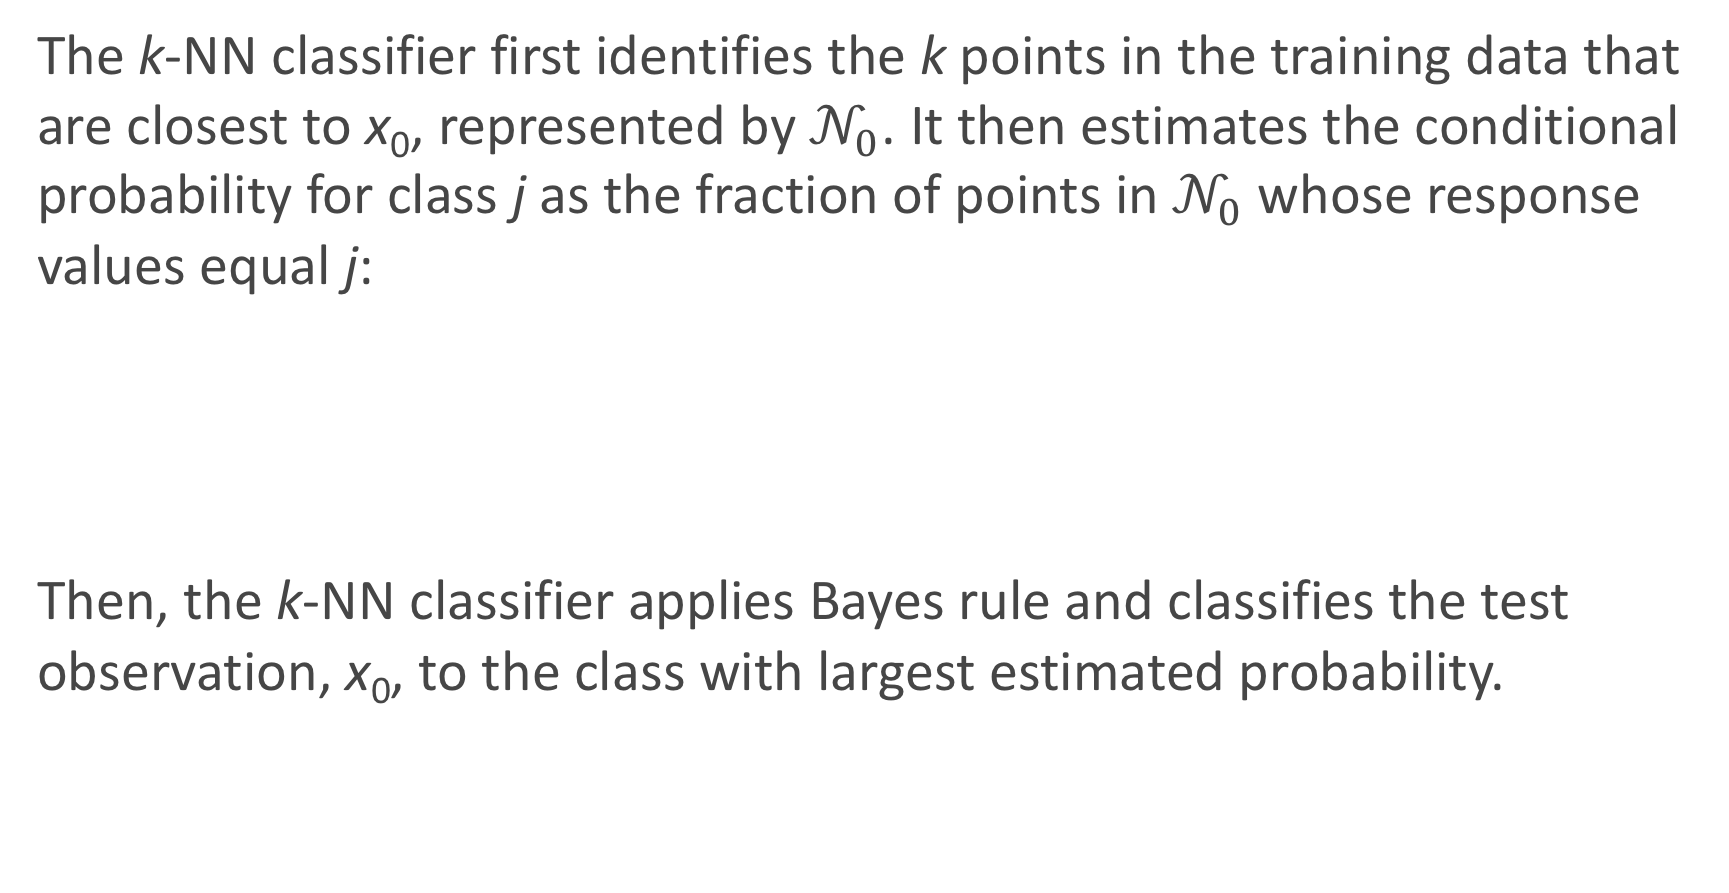 The k-NN classifier first identifies the k points in the training data that
are closest to x₀, represented by 𝒩₀. It then estimates the conditional
probability for class j as the fraction of points in 𝒩₀ whose response
values equal j:
Then, the k-NN classifier applies Bayes rule and classifies the test
observation, x₀, to the class with largest estimated probability.